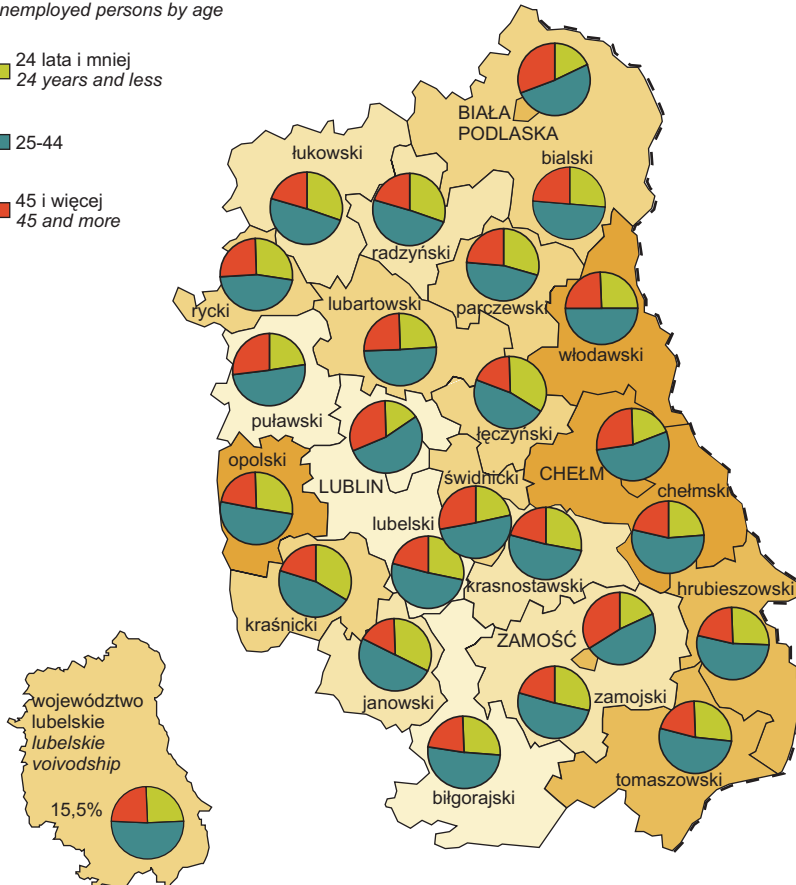 nemployed persons by age
24 lata i mniej
24 years and less
25-44
45 i więcej
45 and more
BIAŁA
PODLASKA
bialski
łukowski
radzyński
parczewski
rycki
lubartowski
włodawski
puławski
łęczyński
opolski
LUBLIN
świdnicki
CHEŁM
chełmski
lubelski
krasnostawski
hrubieszowski
kraśnicki
ZAMOŚĆ
janowski
zamojski
biłgorajski
tomaszowski
województwo
lubelskie
lubelskie
voivodship
15,5%